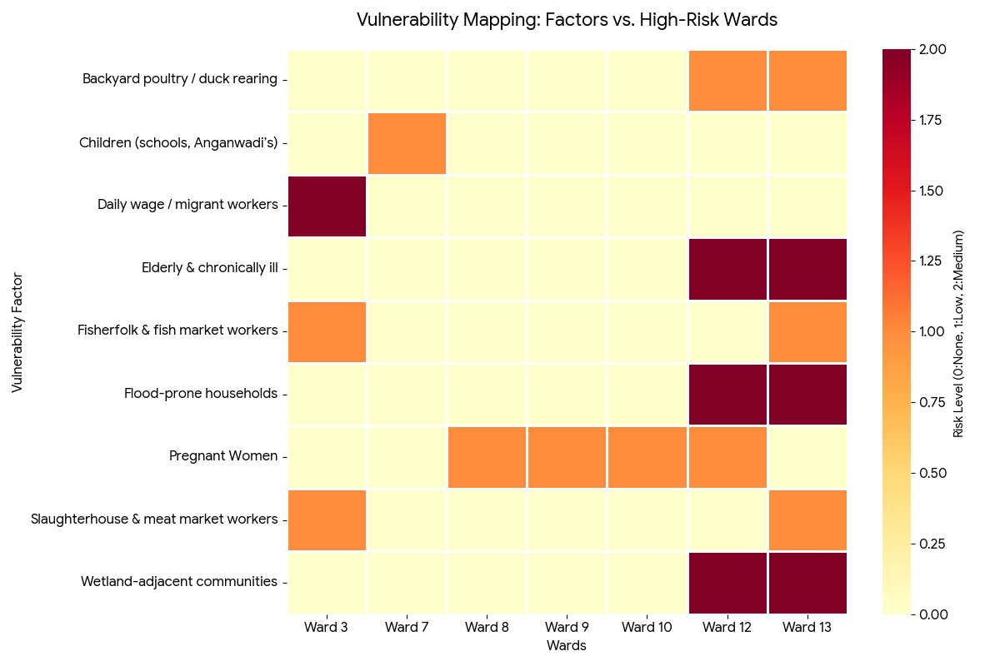 Vulnerability Mapping: Factors vs. High-Risk Wards
Vulnerability Factor
Backyard poultry / duck rearing
Children (schools, Anganwadi's)
Daily wage / migrant workers
Elderly & chronically ill
Fisherfolk & fish market workers
Flood-prone households
Pregnant Women
Slaughterhouse & meat market workers
Wetland-adjacent communities
Ward 3
Ward 7
Ward 8
Ward 9
Ward 10
Ward 12
Ward 13
Wards
2.00
1.75
1.50
1.25
1.00
0.75
0.50
0.25
0.00
Risk Level (0:None, 1:Low, 2:Medium)